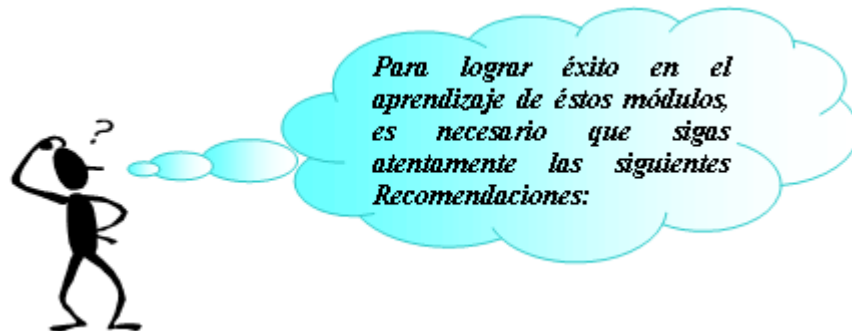 ?
Para lograr éxito en el
aprendizaje de éstos módulos,
es necesario que sigas
atentamente las siguientes
Recomendaciones: